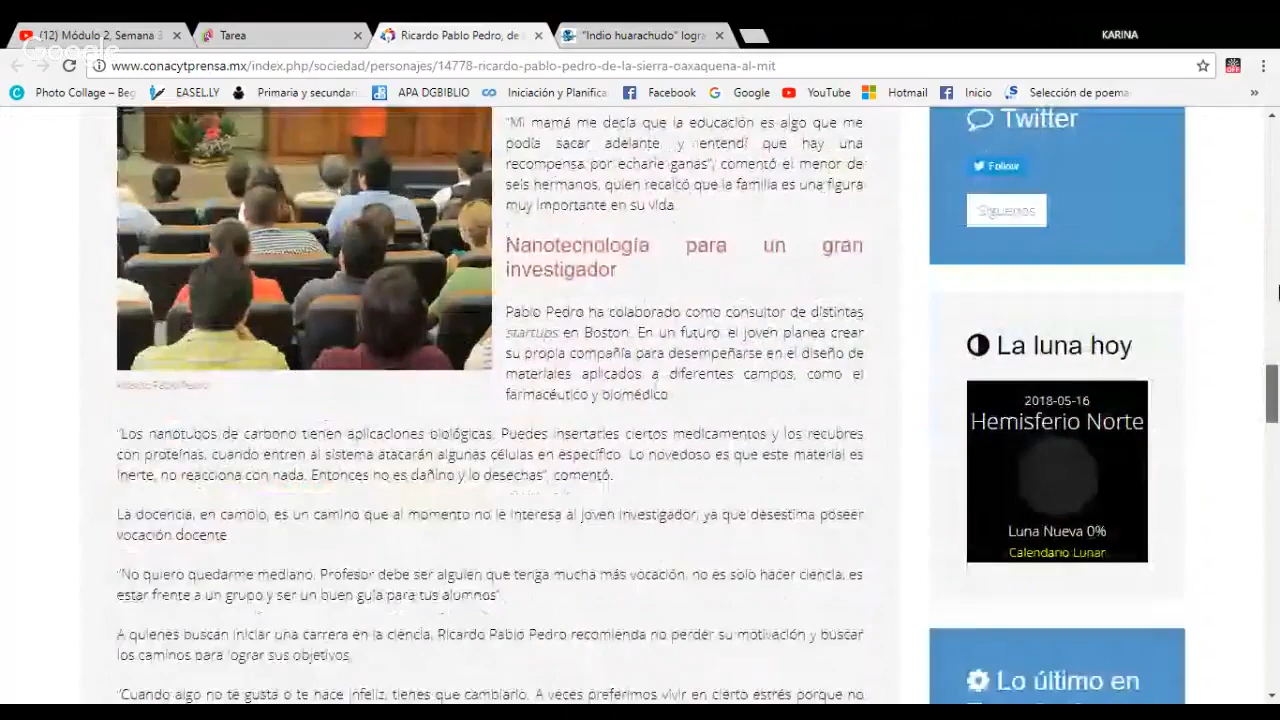 (12) Módulo 2, Semana 3
Tarea
Ricardo Pablo Pedro, de
"Indio huarachudo" logra
KARINA
Google
www.conacytprensa.mx/index.php/sociedad/personajes/14778-ricardo-pablo-pedro-de-la-sierra-oaxaquena-al-mit
OFF
Photo Collage – Beg
EASEL.LY
Primaria y secundari
APA DGBIBLIO
Iniciación y Planifica
Facebook
Google
YouTube
Hotmail
Inicio
Selección de poema
»
"Mi mamá me decía que la educación es algo que me
podía sacar adelante y entendí que hay una
recompensa por echarle ganas", comentó el menor de
seis hermanos, quien recalcó que la familia es una figura
muy importante en su vida.
Nanotecnología para un gran
investigador
Pablo Pedro ha colaborado como consultor de distintas
startups en Boston. En un futuro, el joven planea crear
su propia compañía para desempeñarse en el diseño de
materiales aplicados a diferentes campos, como el
farmacéutico y biomédico.
Ricardo Pablo Pedro.
"Los nanotubos de carbono tienen aplicaciones biológicas. Puedes insertarles ciertos medicamentos y los recubres
con proteínas, cuando entren al sistema atacarán algunas células en específico. Lo novedoso es que este material es
inerte, no reacciona con nada. Entonces no es dañino y lo desechas", comentó.
La docencia, en cambio, es un camino que al momento no le interesa al joven investigador, ya que desestima poseer
vocación docente.
"No quiero quedarme mediano. Profesor debe ser alguien que tenga mucha más vocación, no es solo hacer ciencia, es
estar frente a un grupo y ser un buen guía para tus alumnos".
A quienes buscan iniciar una carrera en la ciencia, Ricardo Pablo Pedro recomienda no perder su motivación y buscar
los caminos para lograr sus objetivos.
"Cuando algo no te gusta o te hace infeliz, tienes que cambiarlo. A veces preferimos vivir en cierto estrés porque no
Twitter
Follow
Síguenos
La luna hoy
2018-05-16
Hemisferio Norte
Luna Nueva 0%
Calendario Lunar
Lo último en